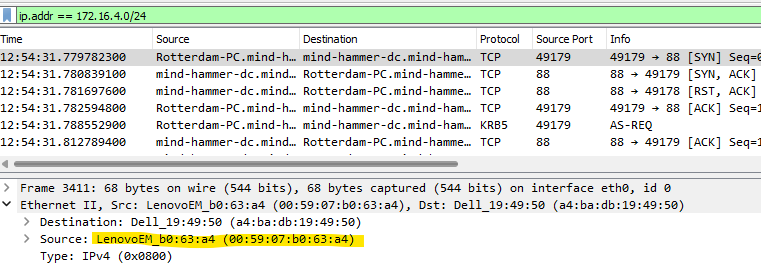 ip.addr == 172.16.4.0/24
Time Source Destination Protocol Source Port Info
12:54:31.779782300 Rotterdam-PC.mind-h… mind-hammer-dc.mind-hamme… TCP 49179 49179 → 88 [SYN] Seq=0
12:54:31.780839100 mind-hammer-dc.mind… Rotterdam-PC.mind-hammer.… TCP 88 88 → 49179 [SYN, ACK]
12:54:31.781697600 mind-hammer-dc.mind… Rotterdam-PC.mind-hammer.… TCP 88 88 → 49178 [RST, ACK]
12:54:31.782594800 Rotterdam-PC.mind-h… mind-hammer-dc.mind-hamme… TCP 49179 49179 → 88 [ACK] Seq=1
12:54:31.788552900 Rotterdam-PC.mind-h… mind-hammer-dc.mind-hamme… KRB5 49179 AS-REQ
12:54:31.812789400 mind-hammer-dc.mind… Rotterdam-PC.mind-hammer.… TCP 88 88 → 49179 [ACK] Seq=1
Frame 3411: 68 bytes on wire (544 bits), 68 bytes captured (544 bits) on interface eth0, id 0
Ethernet II, Src: LenovoEM_b0:63:a4 (00:59:07:b0:63:a4), Dst: Dell_19:49:50 (a4:ba:db:19:49:50)
Destination: Dell_19:49:50 (a4:ba:db:19:49:50)
Source: LenovoEM_b0:63:a4 (00:59:07:b0:63:a4)
Type: IPv4 (0x0800)